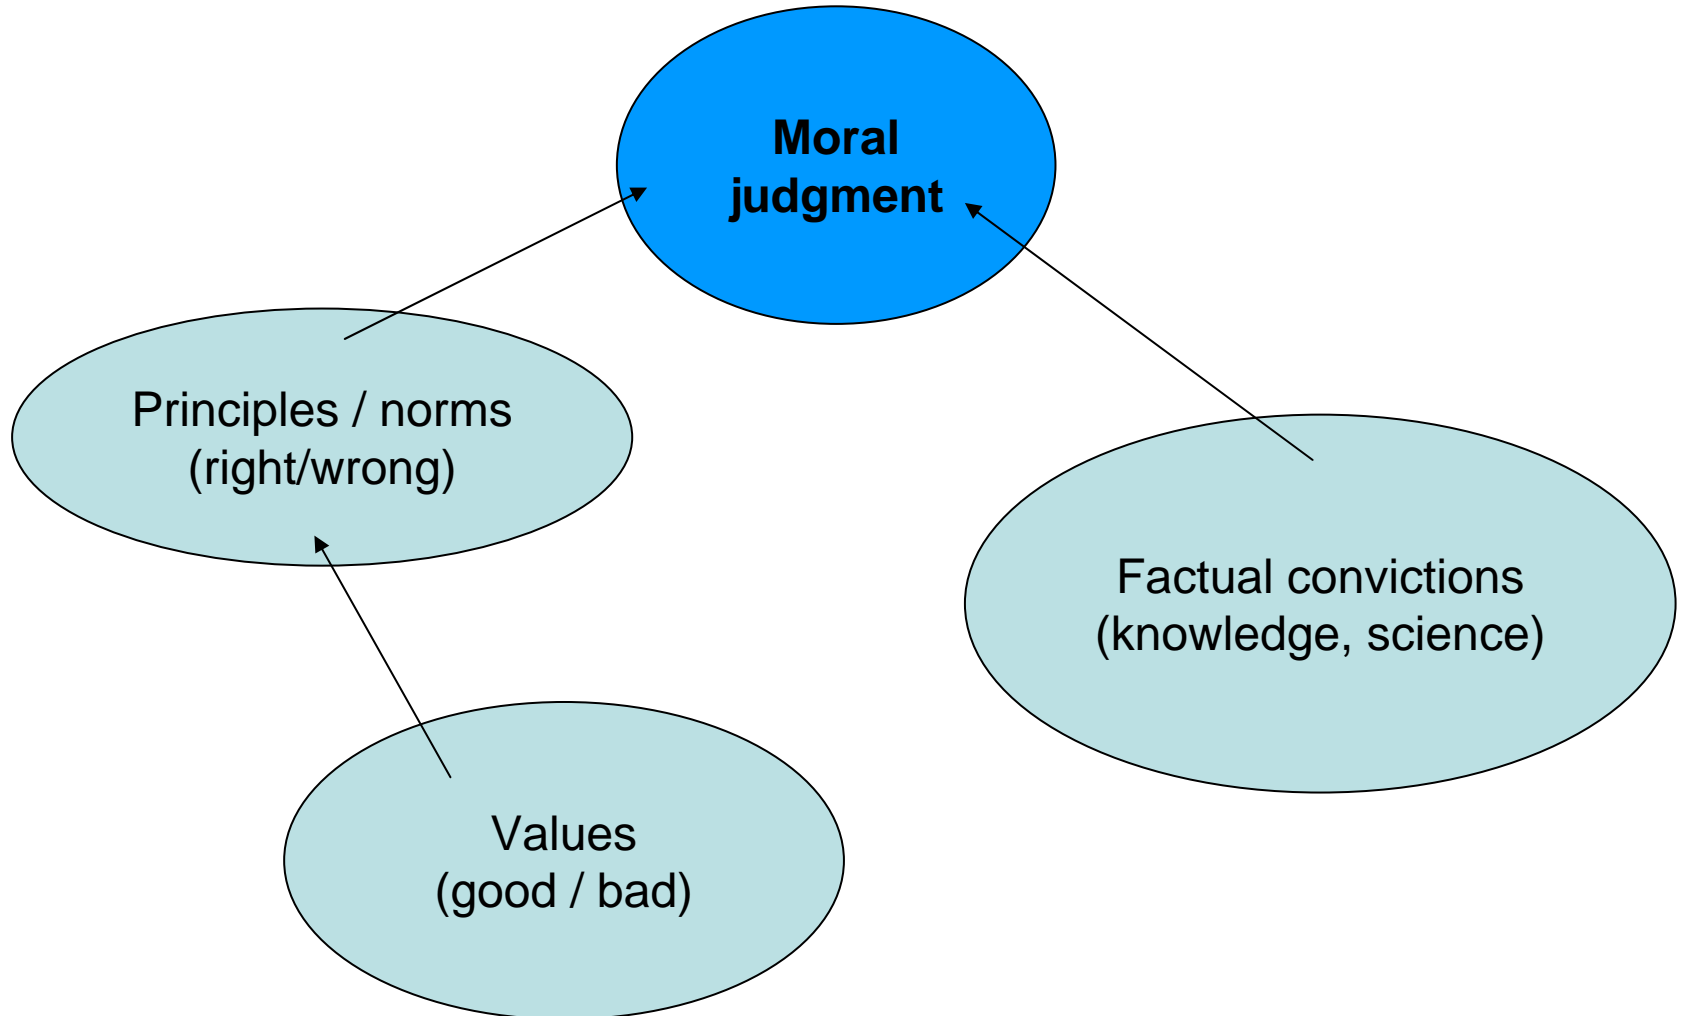 Moral
judgment
Principles / norms
(right/wrong)
Factual convictions
(knowledge, science)
Values
(good / bad)